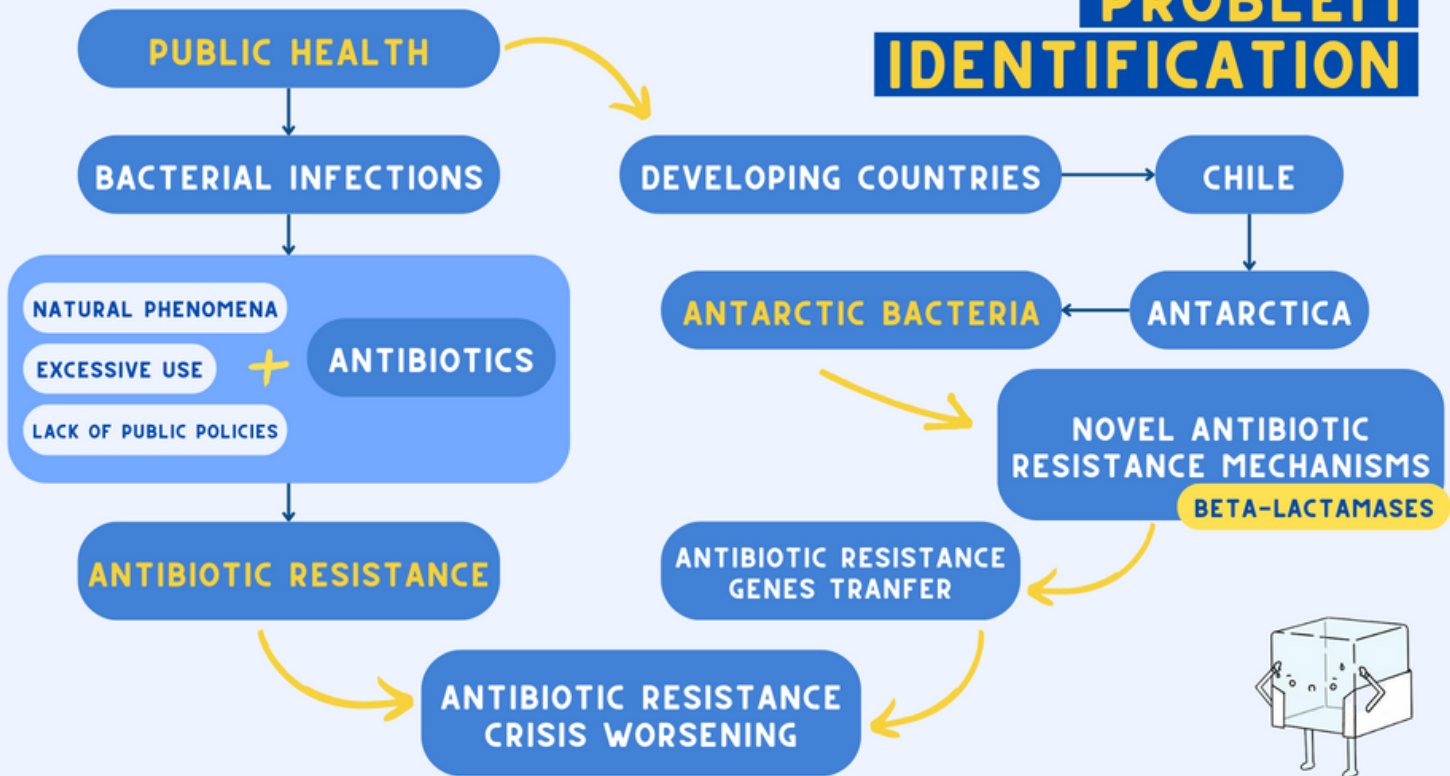 PROBLEM
IDENTIFICATION
PUBLIC HEALTH
BACTERIAL INFECTIONS
NATURAL PHENOMENA
EXCESSIVE USE
LACK OF PUBLIC POLICIES
+
ANTIBIOTICS
ANTIBIOTIC RESISTANCE
DEVELOPING COUNTRIES
CHILE
ANTARCTICA
ANTARCTIC BACTERIA
NOVEL ANTIBIOTIC
RESISTANCE MECHANISMS
BETA-LACTAMASES
ANTIBIOTIC RESISTANCE
GENES TRANFER
ANTIBIOTIC RESISTANCE
CRISIS WORSENING